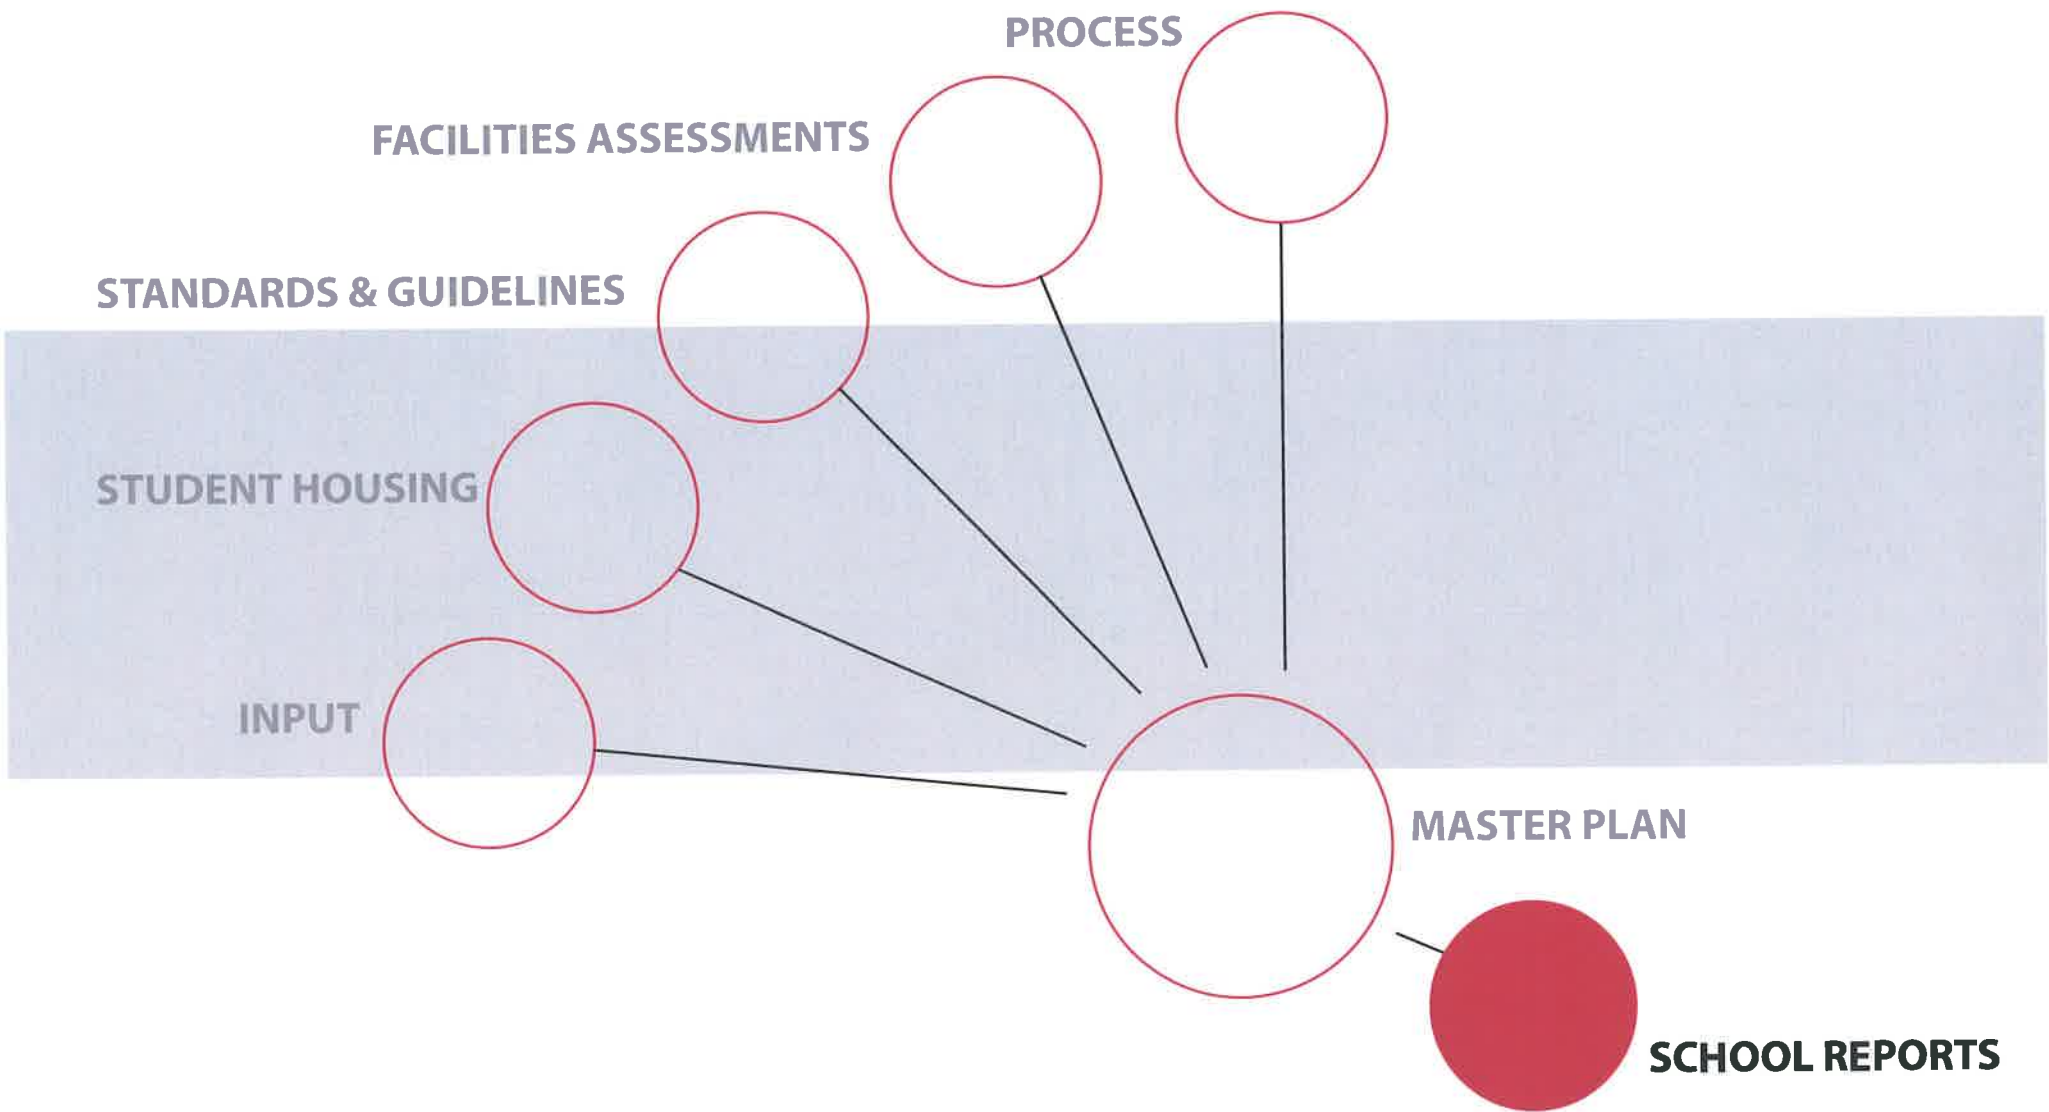 PROCESS
FACILITIES ASSESSMENTS
STANDARDS & GUIDELINES
STUDENT HOUSING
INPUT
MASTER PLAN
SCHOOL REPORTS